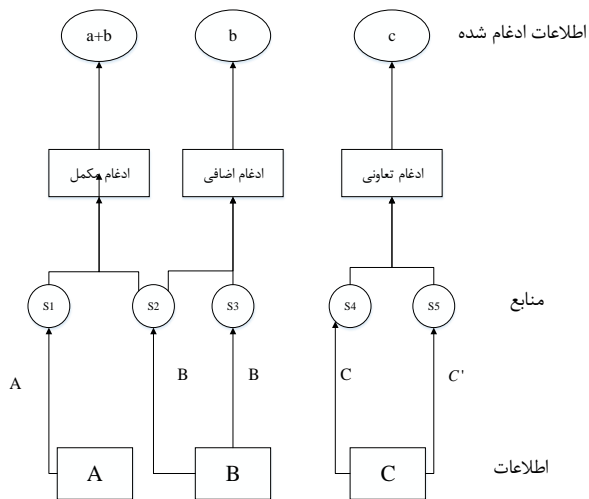 a+b b c اطلاعات ادغام شده
ادغام مکمل ادغام اضافی ادغام تعاونی
S1 S2 S3 S4 S5 منابع
A B B C C'
A B C اطلاعات